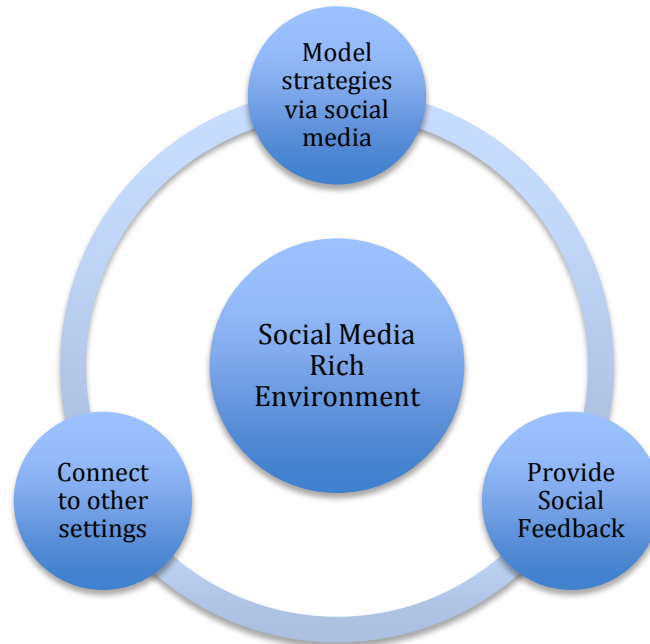 Model
strategies
via social
media
Social Media
Rich
Environment
Connect
to other
settings
Provide
Social
Feedback